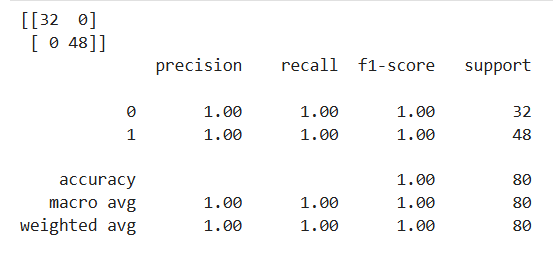 [[32  0]
 [ 0 48]]
              precision    recall  f1-score   support

           0       1.00      1.00      1.00        32
           1       1.00      1.00      1.00        48

    accuracy                           1.00        80
   macro avg       1.00      1.00      1.00        80
weighted avg       1.00      1.00      1.00        80